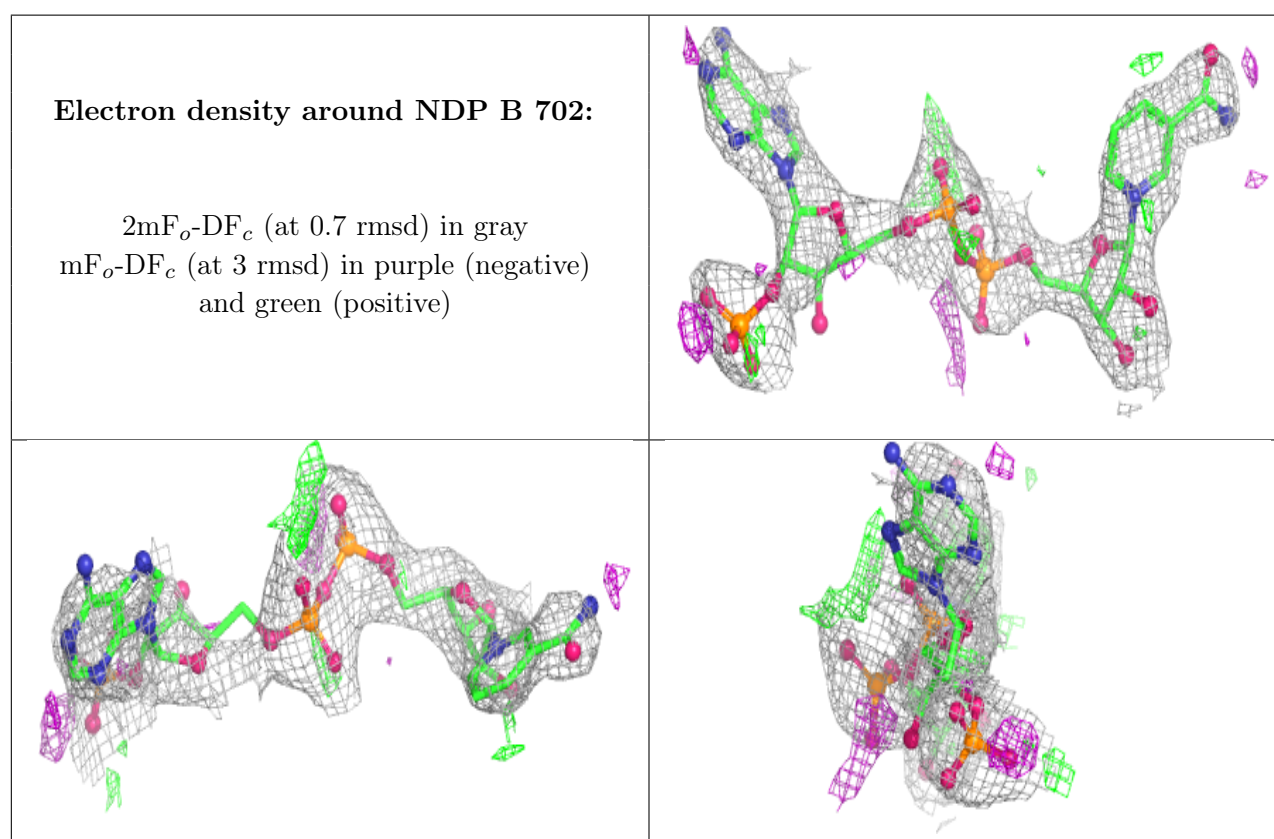 Electron density around NDP B 702:
2mFo-DFc (at 0.7 rmsd) in gray
mFo-DFc (at 3 rmsd) in purple (negative)
and green (positive)